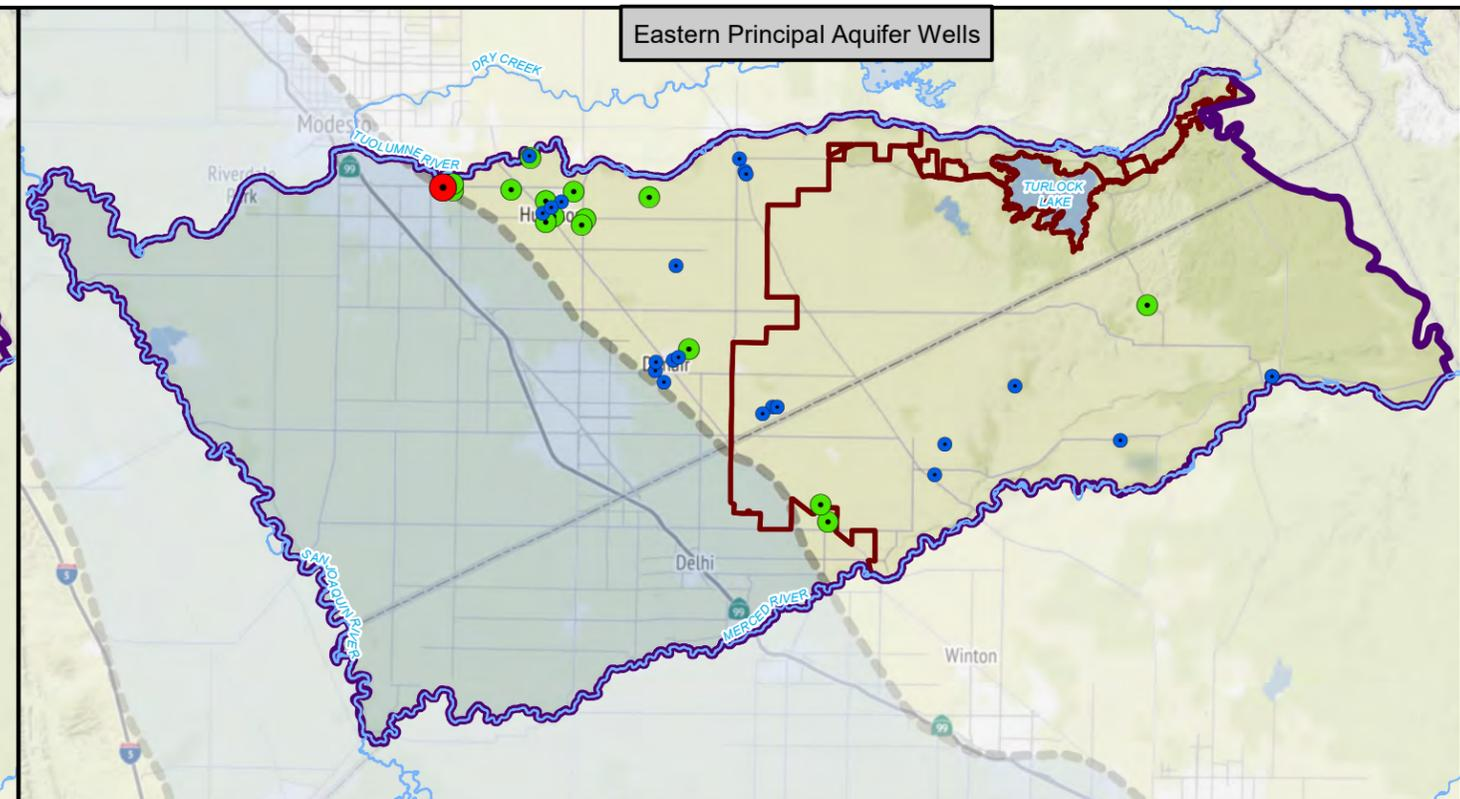 Eastern Principal Aquifer Wells
DRY CREEK
Modesto
TUOLUMNE RIVER
99
Riverdale
Park
TURLOCK
LAKE
Delhi
99
MERCED RIVER
SAN JOAQUIN RIVER
5
Winton
99
5